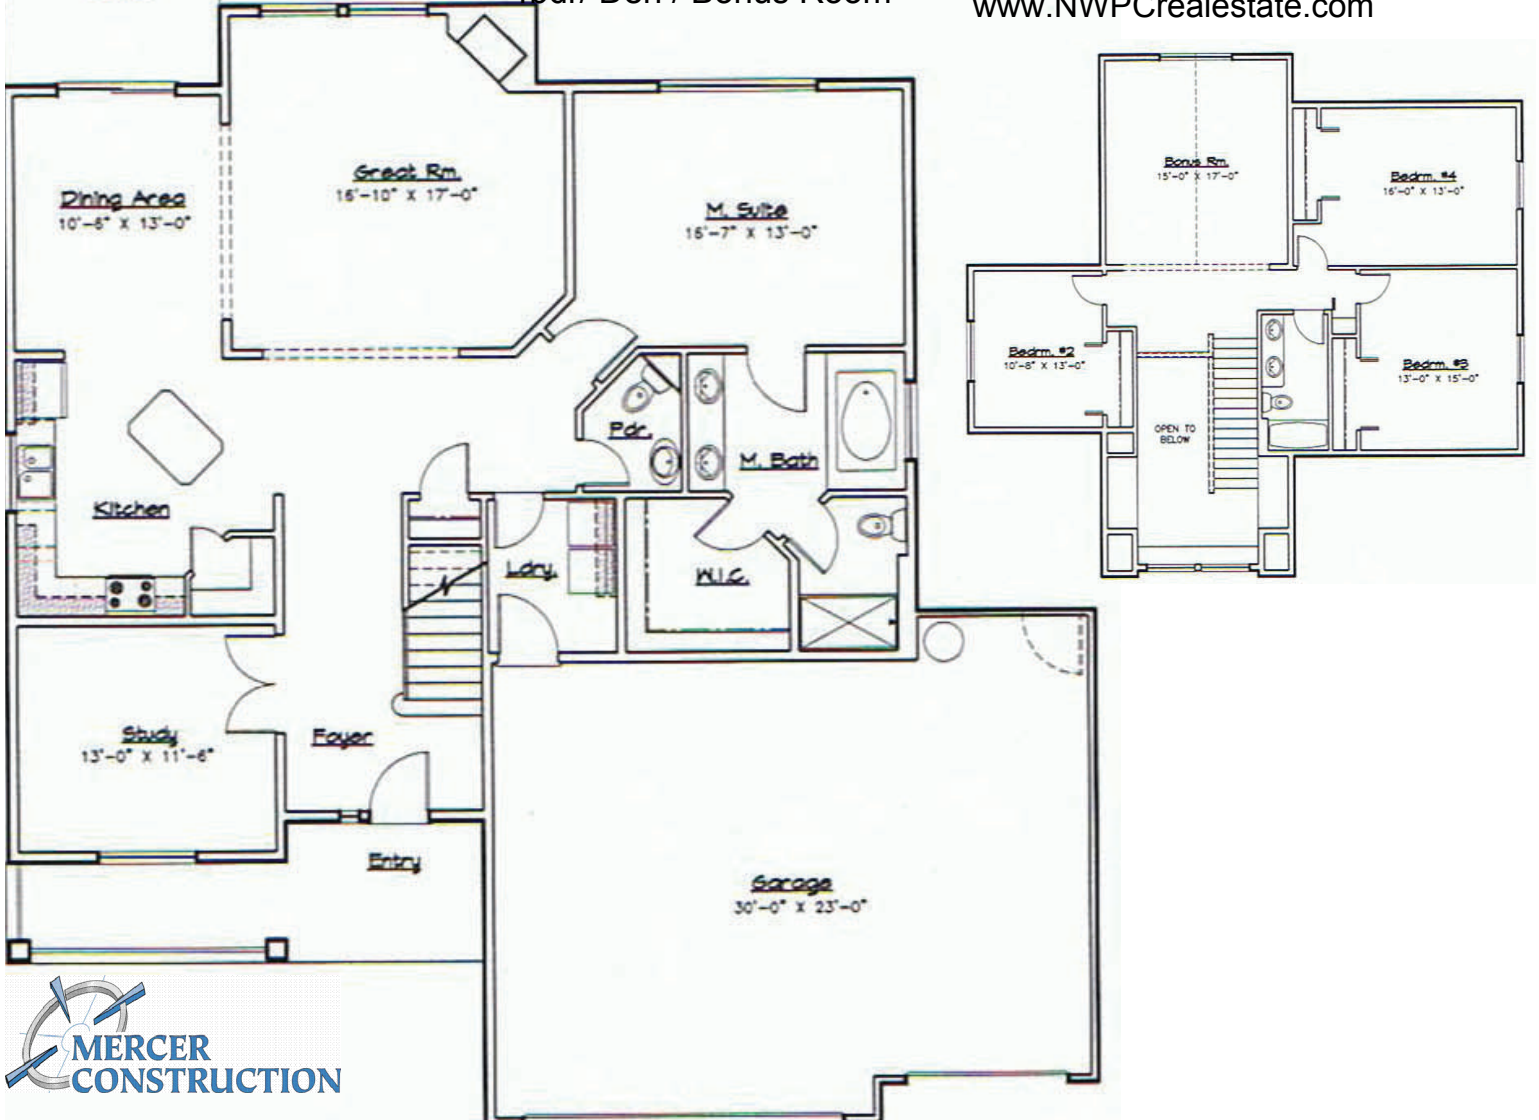 Den / Bonus Room
www.NWPCrealestate.com
Great Rm.
16'-10" X 17'-0"
Dining Area
10'-6" X 13'-0"
M. Suite
16'-7" X 13'-0"
Bonus Rm.
15'-0" X 17'-0"
Bedrm. #4
16'-0" X 13'-0"
Bedrm. #2
10'-8" X 13'-0"
Bedrm. #3
13'-0" X 15'-0"
OPEN TO
BELOW
Pdr.
M. Bath
Kitchen
Ldry.
W.I.C.
Study
13'-0" X 11'-6"
Foyer
Entry
Garage
30'-0" X 23'-0"
MERCER
CONSTRUCTION